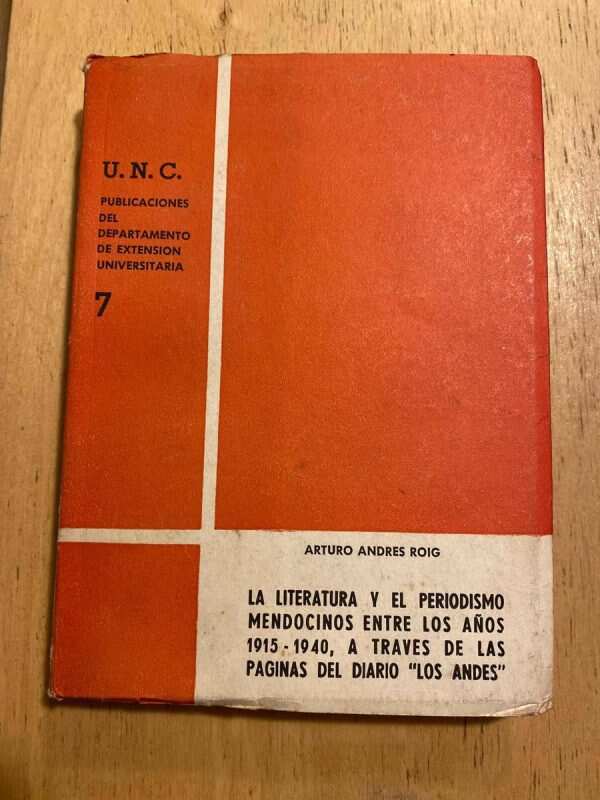 U. N. C.
PUBLICACIONES
DEL
DEPARTAMENTO
DE EXTENSION
UNIVERSITARIA
7
ARTURO ANDRES ROIG
LA LITERATURA Y EL PERIODISMO
MENDOCINOS ENTRE LOS AÑOS
1915 - 1940, A TRAVES DE LAS
PAGINAS DEL DIARIO "LOS ANDES"